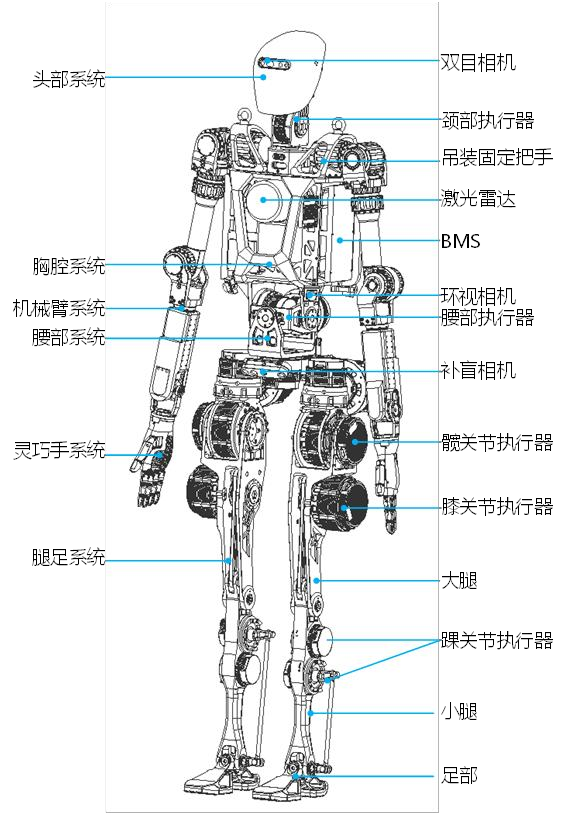 头部系统
胸腔系统
机械臂系统
腰部系统
灵巧手系统
腿足系统
双目相机
颈部执行器
吊装固定把手
激光雷达
BMS
环视相机
腰部执行器
补盲相机
髋关节执行器
膝关节执行器
大腿
踝关节执行器
小腿
足部